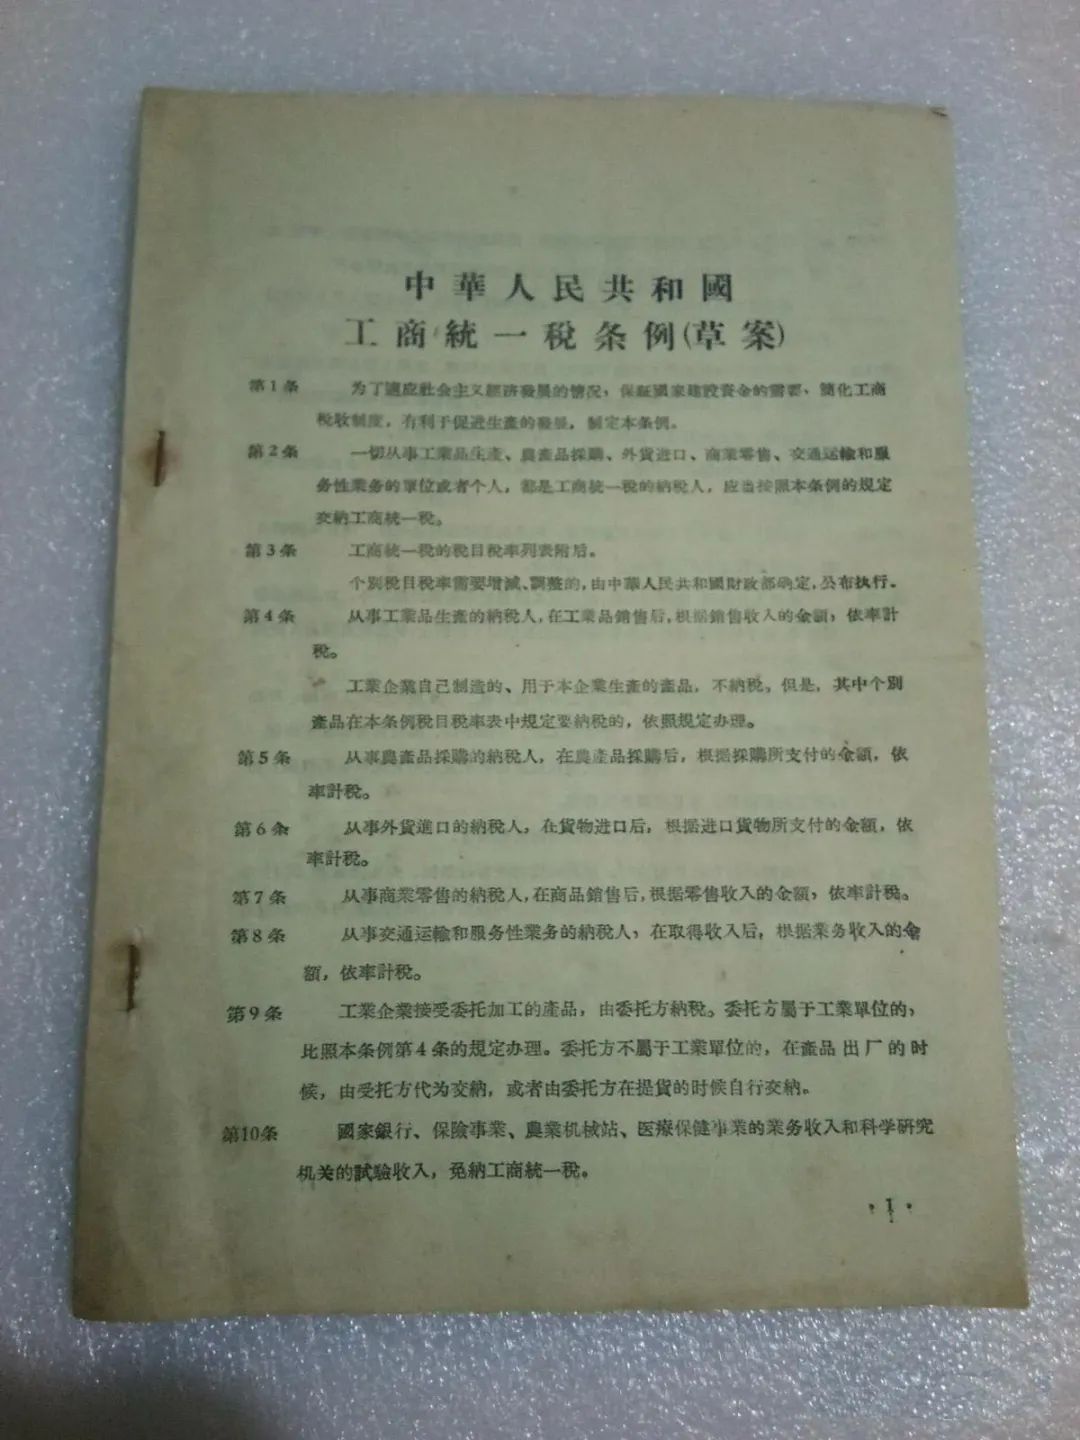 中華人民共和國
工商統一稅条例(草案)
第1条 为了適应社会主义經济發展的情况，保証國家建設資金的需要、簡化工商
税收制度，有利于促进生產的發展，制定本条例。
第2条 一切从事工業品生產、農產品採購、外貨进口、商業零售、交通运輸和服
务性業务的單位或者个人，都是工商統一税的納税人，应当按照本条例的規定
交納工商統一税。
第3条 工商統一税的税目税率列表附后。
个别税目税率需要增减、調整的，由中華人民共和國財政部确定，公布执行。
第4条 从事工業品生產的納税人，在工業品銷售后，根据銷售收入的金額，依率計
税。
工業企業自己制造的、用于本企業生產的產品，不納税。但是，其中个別
產品在本条例税目税率表中規定要納税的，依照規定办理。
第5条 从事農產品採購的納税人，在農產品採購后，根据採購所支付的金額，依
率計税。
第6条 从事外貨進口的納税人，在貨物进口后，根据进口貨物所支付的金額，依
率計税。
第7条 从事商業零售的納税人，在商品銷售后，根据零售收入的金額，依率計税。
第8条 从事交通运輸和服务性業务的納税人，在取得收入后，根据業务收入的金
額，依率計税。
第9条 工業企業接受委托加工的產品，由委托方納税。委托方屬于工業單位的，
比照本条例第4条的規定办理。委托方不屬于工業單位的，在產品出厂的时
候，由受托方代为交納，或者由委托方在提貨的时候自行交納。
第10条 國家銀行、保險事業、農業机械站、医療保健事業的業务收入和科学研究
机关的試驗收入，免納工商統一税。
·1·